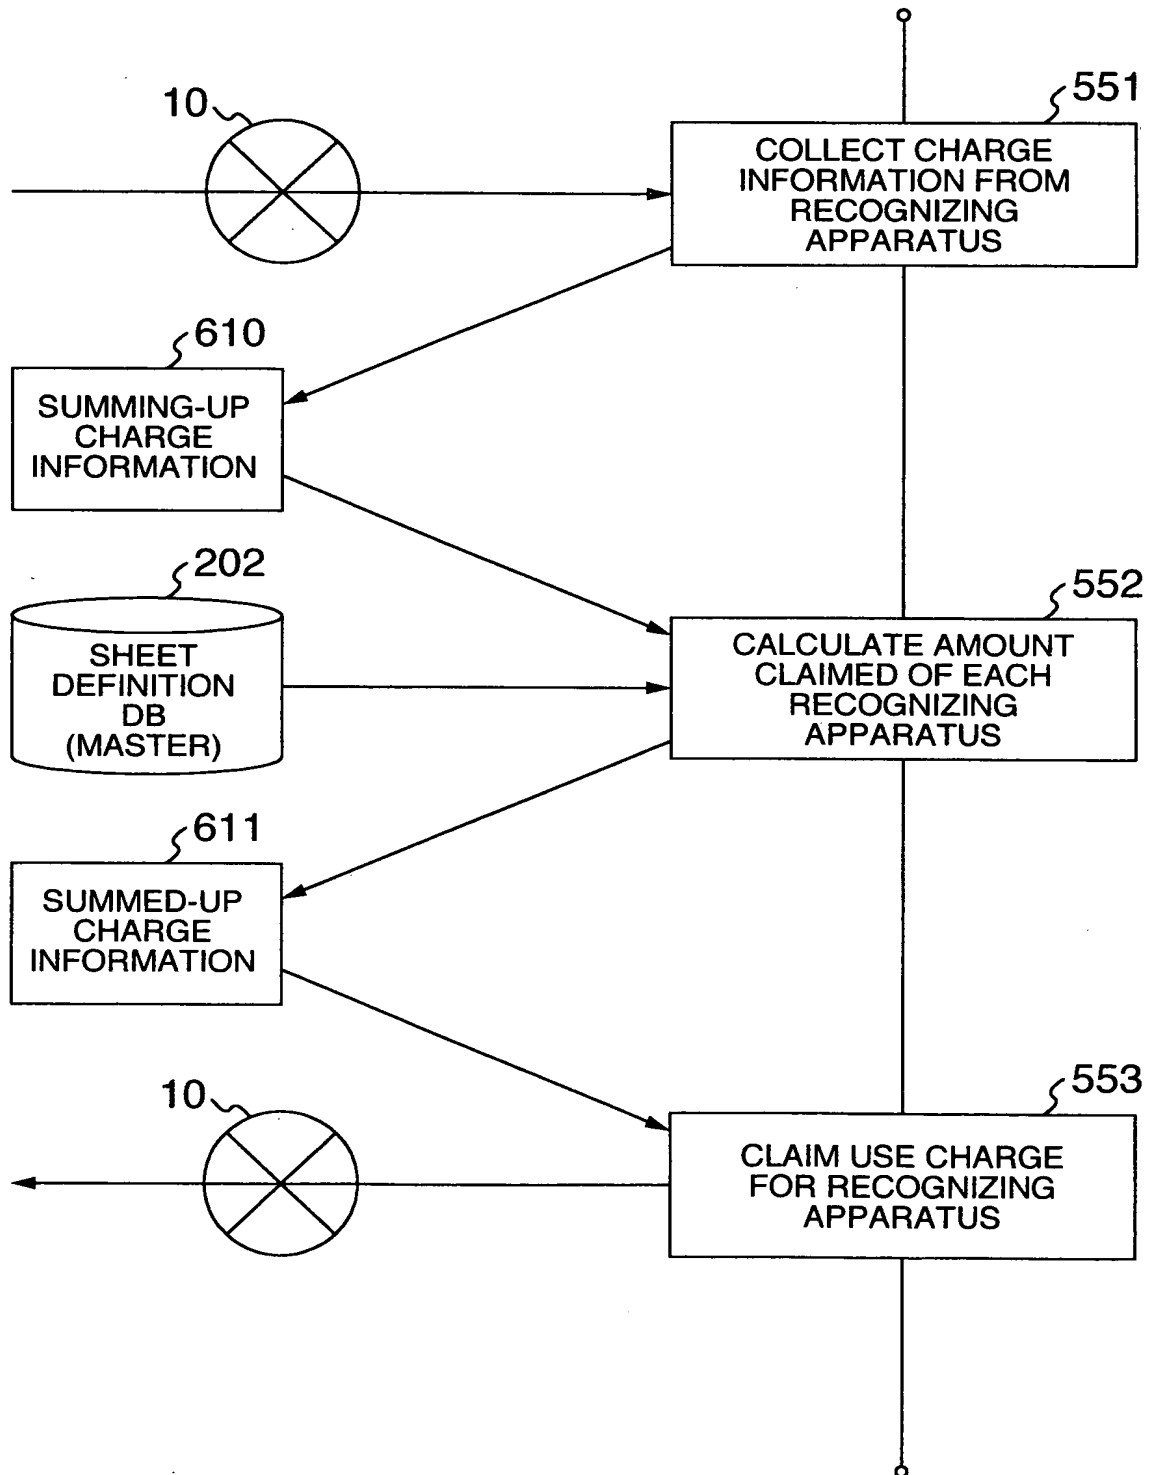 10
551
COLLECT CHARGE
INFORMATION FROM
RECOGNIZING
APPARATUS
610
SUMMING-UP
CHARGE
INFORMATION
202
SHEET
DEFINITION
DB
(MASTER)
552
CALCULATE AMOUNT
CLAIMED OF EACH
RECOGNIZING
APPARATUS
611
SUMMED-UP
CHARGE
INFORMATION
10
553
CLAIM USE CHARGE
FOR RECOGNIZING
APPARATUS